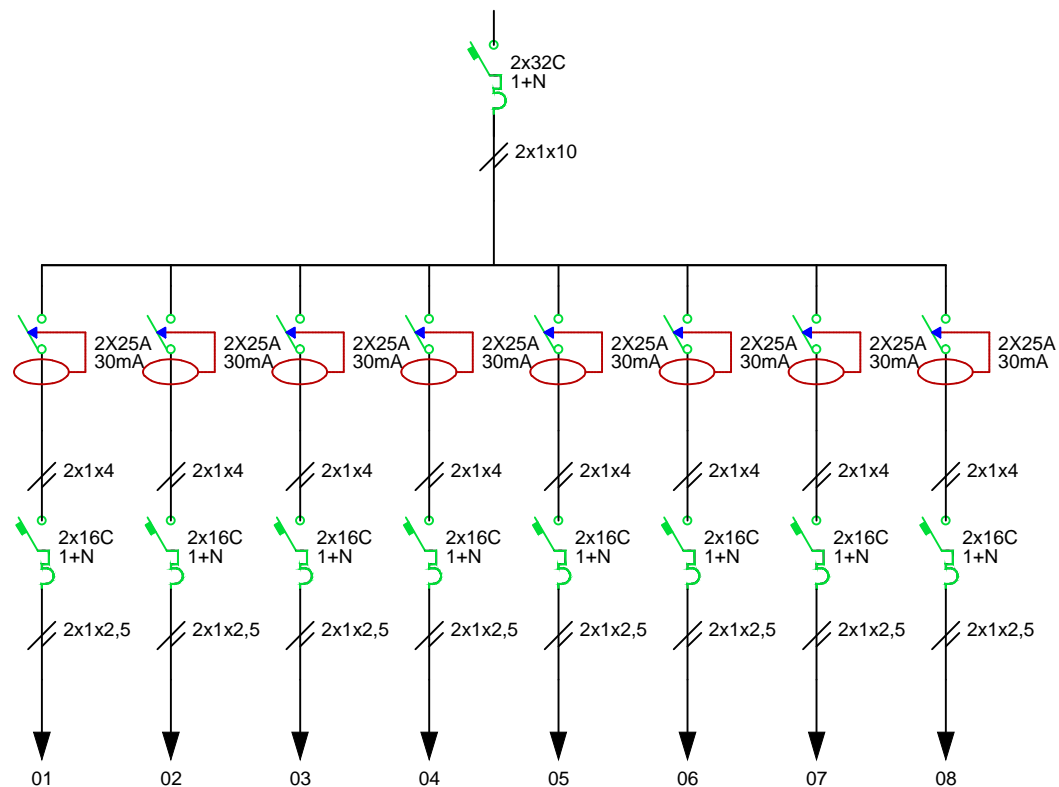 2x32C
1+N
2x1x10
2X25A 2X25A 2X25A 2X25A 2X25A 2X25A 2X25A 2X25A
30mA 30mA 30mA 30mA 30mA 30mA 30mA 30mA
2x1x4 2x1x4 2x1x4 2x1x4 2x1x4 2x1x4 2x1x4 2x1x4
2x16C 2x16C 2x16C 2x16C 2x16C 2x16C 2x16C 2x16C
1+N 1+N 1+N 1+N 1+N 1+N 1+N 1+N
2x1x2,5 2x1x2,5 2x1x2,5 2x1x2,5 2x1x2,5 2x1x2,5 2x1x2,5 2x1x2,5
01 02 03 04 05 06 07 08